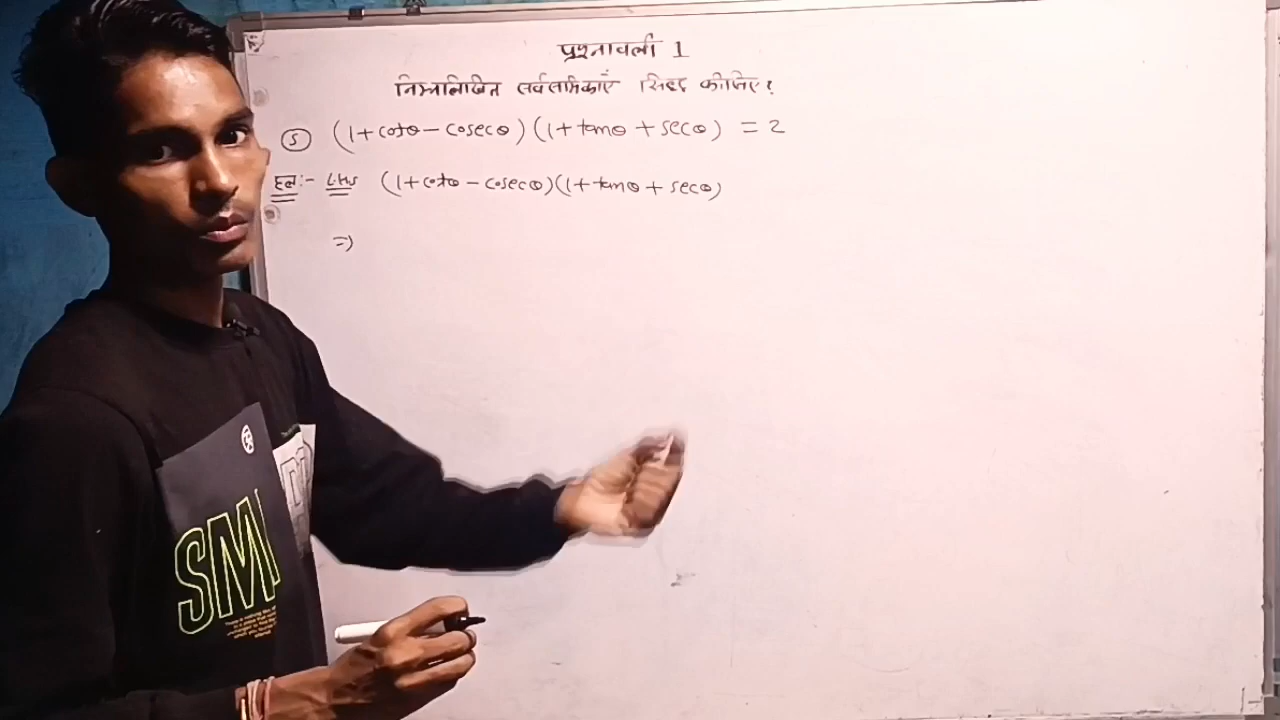 प्रश्नावली 1
निम्नलिखित सर्वसमिकाएँ सिद्ध कीजिए?
5 (1+cotθ - cosecθ)(1+tanθ + secθ) = 2
हल:- LHS (1+cotθ - cosecθ)(1+tanθ + secθ)
=>
SM